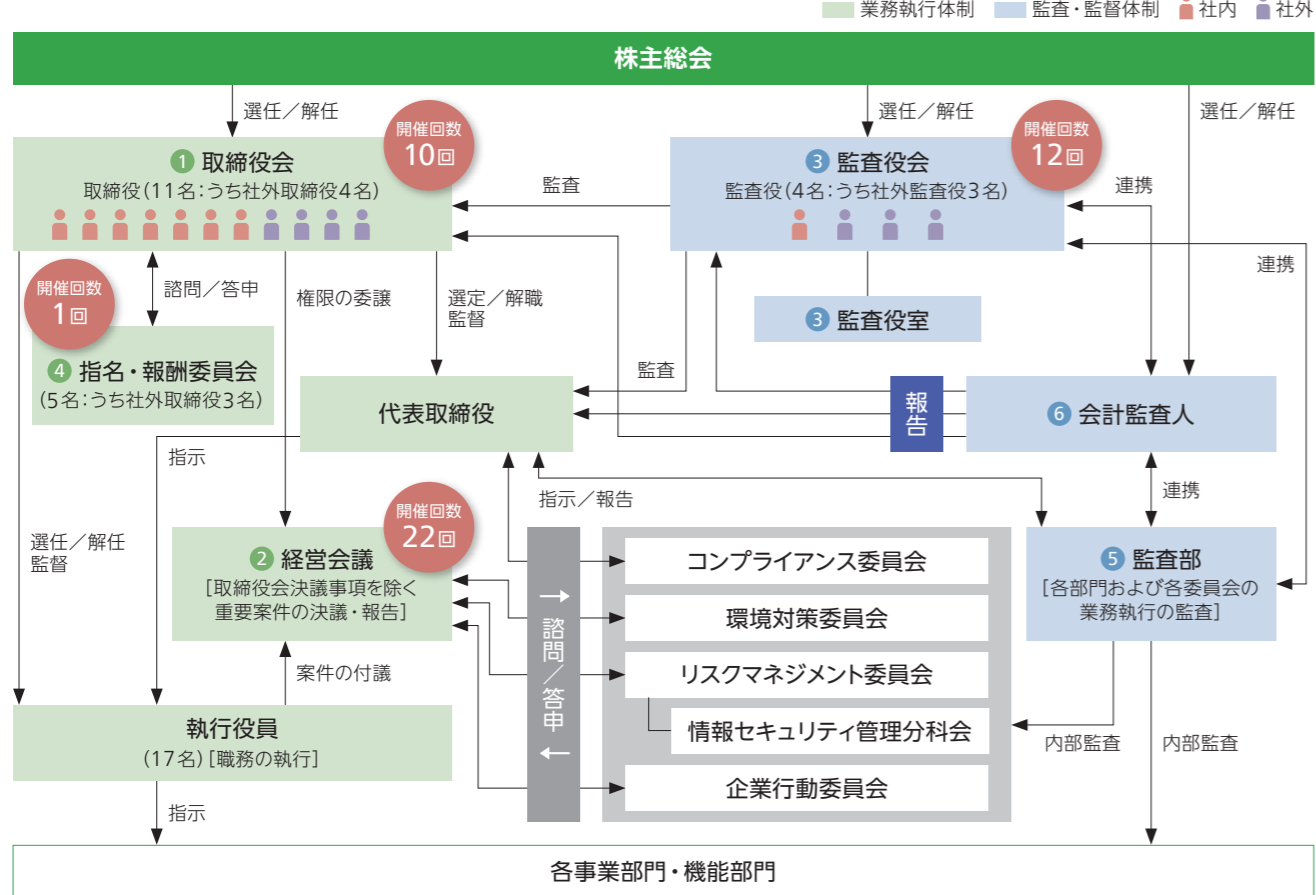 業務執行体制 監査・監督体制 社内 社外
株主総会
選任／解任
選任／解任
選任／解任
開催回数
10回
1 取締役会
取締役(11名:うち社外取締役4名)
開催回数
12回
3 監査役会
監査役(4名:うち社外監査役3名)
監査
連携
連携
開催回数
1回
諮問／答申
権限の委譲
選定／解職
監督
3 監査役室
4 指名・報酬委員会
(5名:うち社外取締役3名)
監査
代表取締役
報告
6 会計監査人
指示
指示／報告
連携
選任／解任
監督
開催回数
22回
2 経営会議
[取締役会決議事項を除く
重要案件の決議・報告]
→諮問／答申←
コンプライアンス委員会
環境対策委員会
リスクマネジメント委員会
情報セキュリティ管理分科会
企業行動委員会
5 監査部
[各部門および各委員会の
業務執行の監査]
案件の付議
内部監査
内部監査
執行役員
(17名)[職務の執行]
指示
各事業部門・機能部門